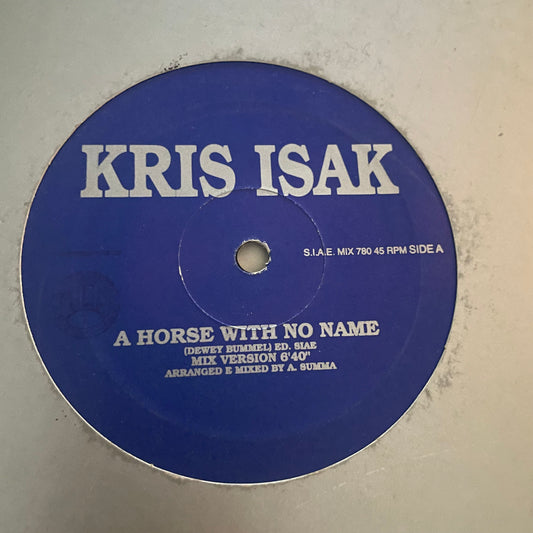 KRIS ISAK
S.I.A.E. MIX 780 45 RPM SIDE A
A HORSE WITH NO NAME
(DEWEY BUMMEL) ED. SIAE
MIX VERSION 6'40"
ARRANGED E MIXED BY A. SUMMA